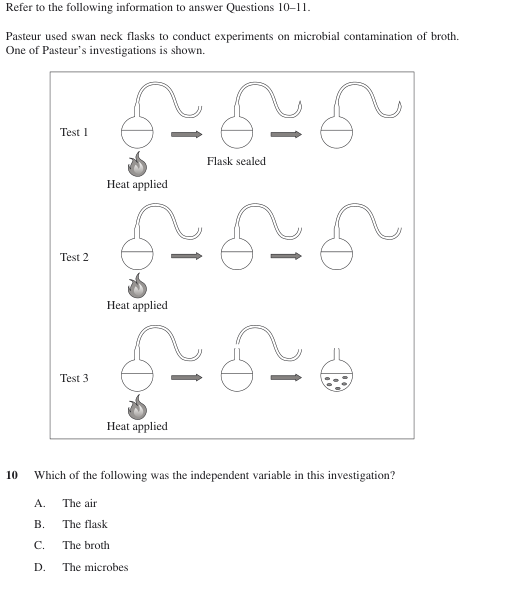 Refer to the following information to answer Questions 10–11.
Pasteur used swan neck flasks to conduct experiments on microbial contamination of broth.
One of Pasteur's investigations is shown.
Test 1
Flask sealed
Heat applied
Test 2
Heat applied
Test 3
Heat applied
10 Which of the following was the independent variable in this investigation?
A. The air
B. The flask
C. The broth
D. The microbes